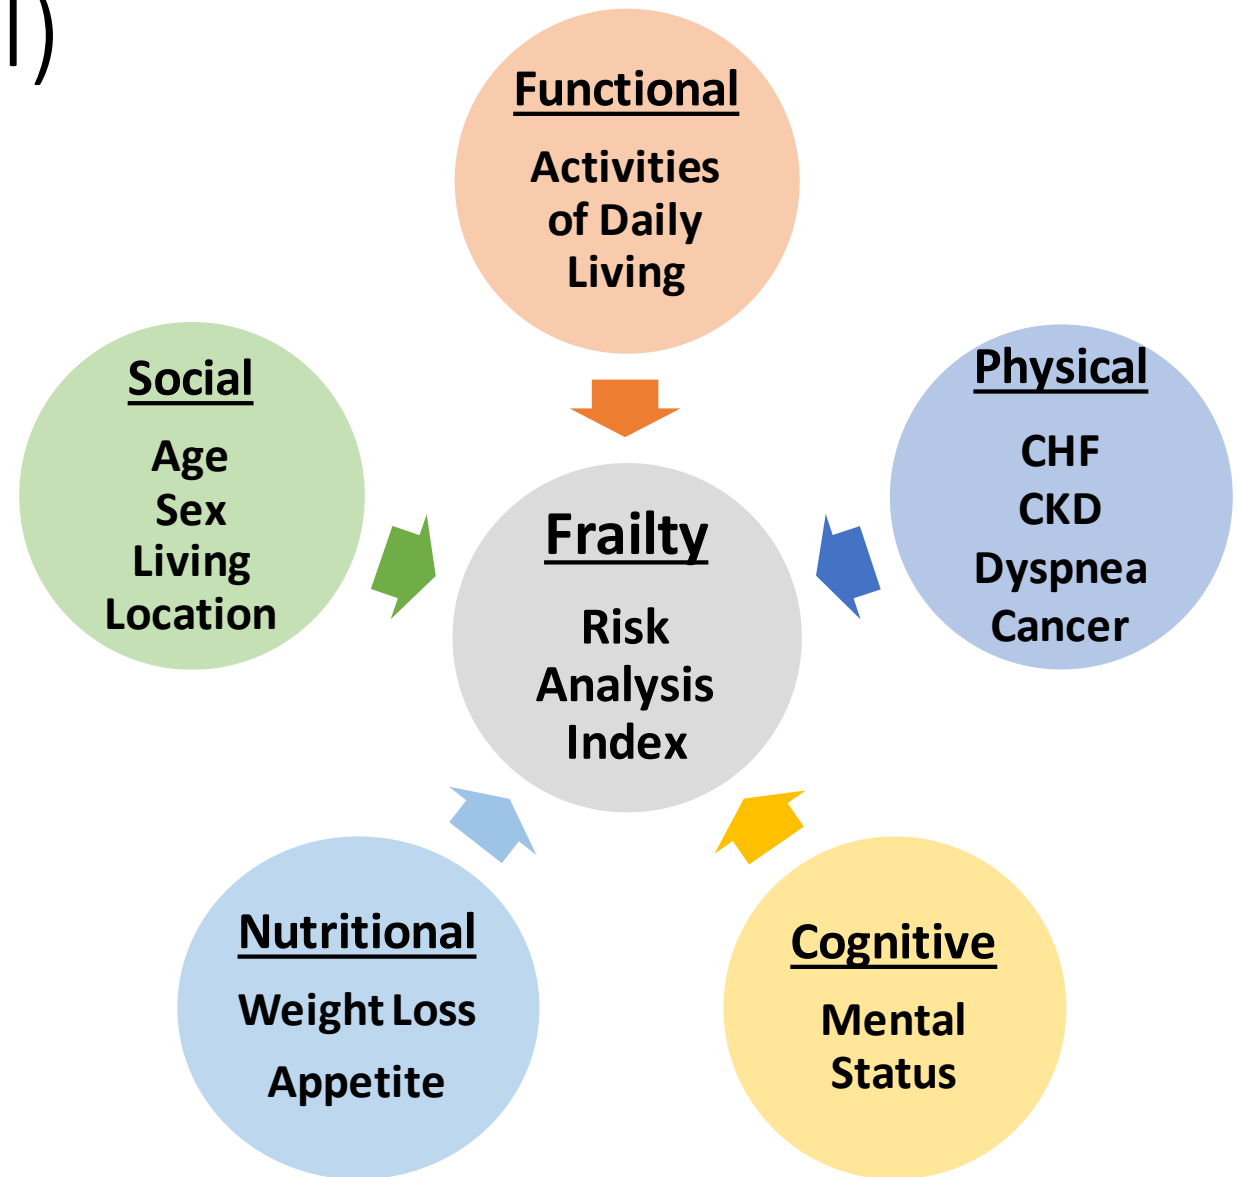 Functional
Activities
of Daily
Living
Social
Age
Sex
Living
Location
Physical
CHF
CKD
Dyspnea
Cancer
Frailty
Risk
Analysis
Index
Nutritional
Weight Loss
Appetite
Cognitive
Mental
Status